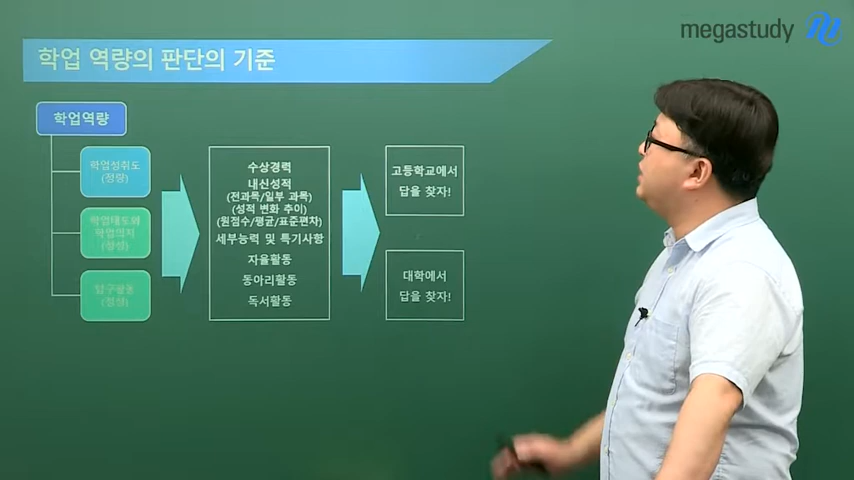 megastudy
학업 역량의 판단의 기준
학업역량
학업성취도
(정량)
학업태도와
학업의지
(정성)
탐구활동
(정성)
수상경력
내신성적
(전과목/일부 과목)
(성적 변화 추이)
(원점수/평균/표준편차)
세부능력 및 특기사항
자율활동
동아리활동
독서활동
고등학교에서
답을 찾자!
대학에서
답을 찾자!